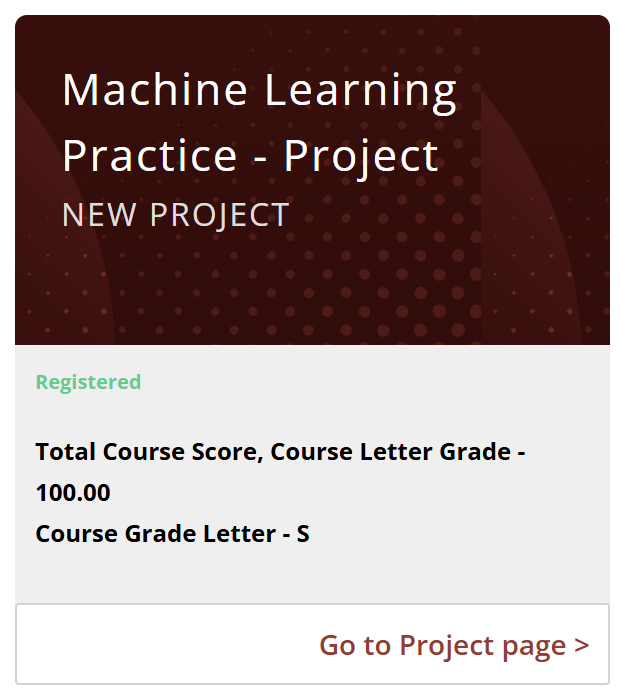 Machine Learning
Practice - Project
NEW PROJECT
Registered
Total Course Score, Course Letter Grade -
100.00
Course Grade Letter - S
Go to Project page >